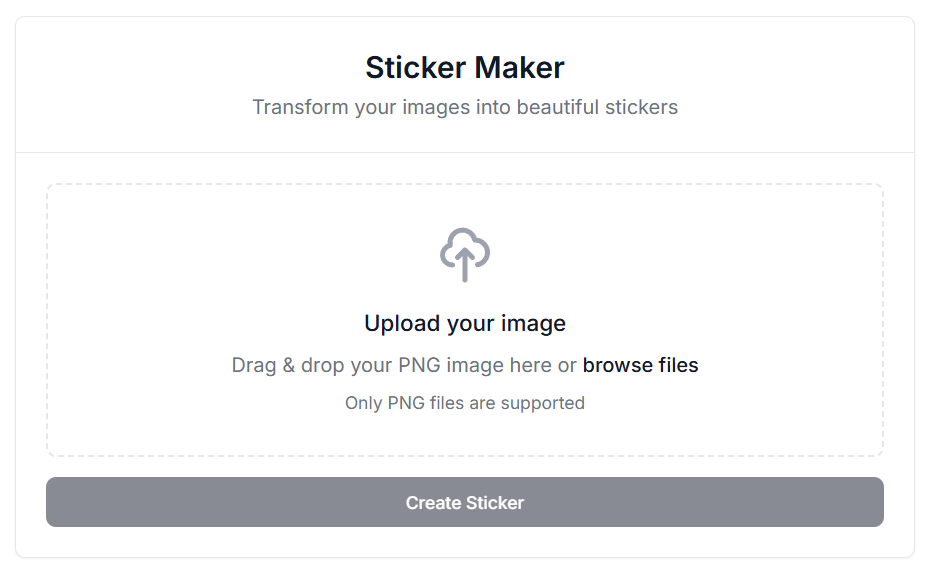 Sticker Maker
Transform your images into beautiful stickers
Upload your image
Drag & drop your PNG image here or browse files
Only PNG files are supported
Create Sticker